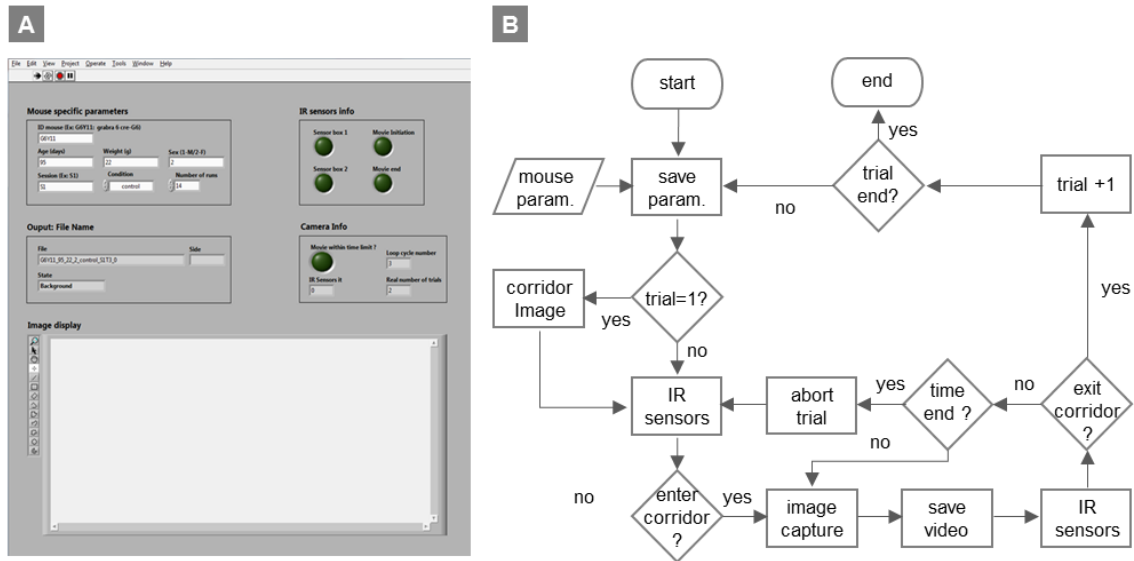 A
File Edit View Project Operate Tools Window Help
Mouse specific parameters
ID mouse (Ex: G6Y11: grabra 6 cre-G6)
G6Y11
Age (days) Weight (g) Sex (1-M/2-F)
95 22 2
Session (Ex: S1) Condition Number of runs
S1 control 14
IR sensors info
Sensor box 1 Movie Initiation
Sensor box 2 Movie end
Ouput: File Name
File Side
G6Y11_95_22_2_control_S1T3_0
State
Background
Camera Info
Movie within time limit ?
Loop cycle number
3
IR Sensors it Real number of trials
0 2
Image display
B
start
end
yes
mouse
param.
save
param.
no
trial
end?
trial +1
corridor
Image
yes
trial=1?
no
yes
IR
sensors
abort
trial
yes
time
end ?
no
no
exit
corridor
?
no
enter
corridor
?
yes
image
capture
save
video
IR
sensors